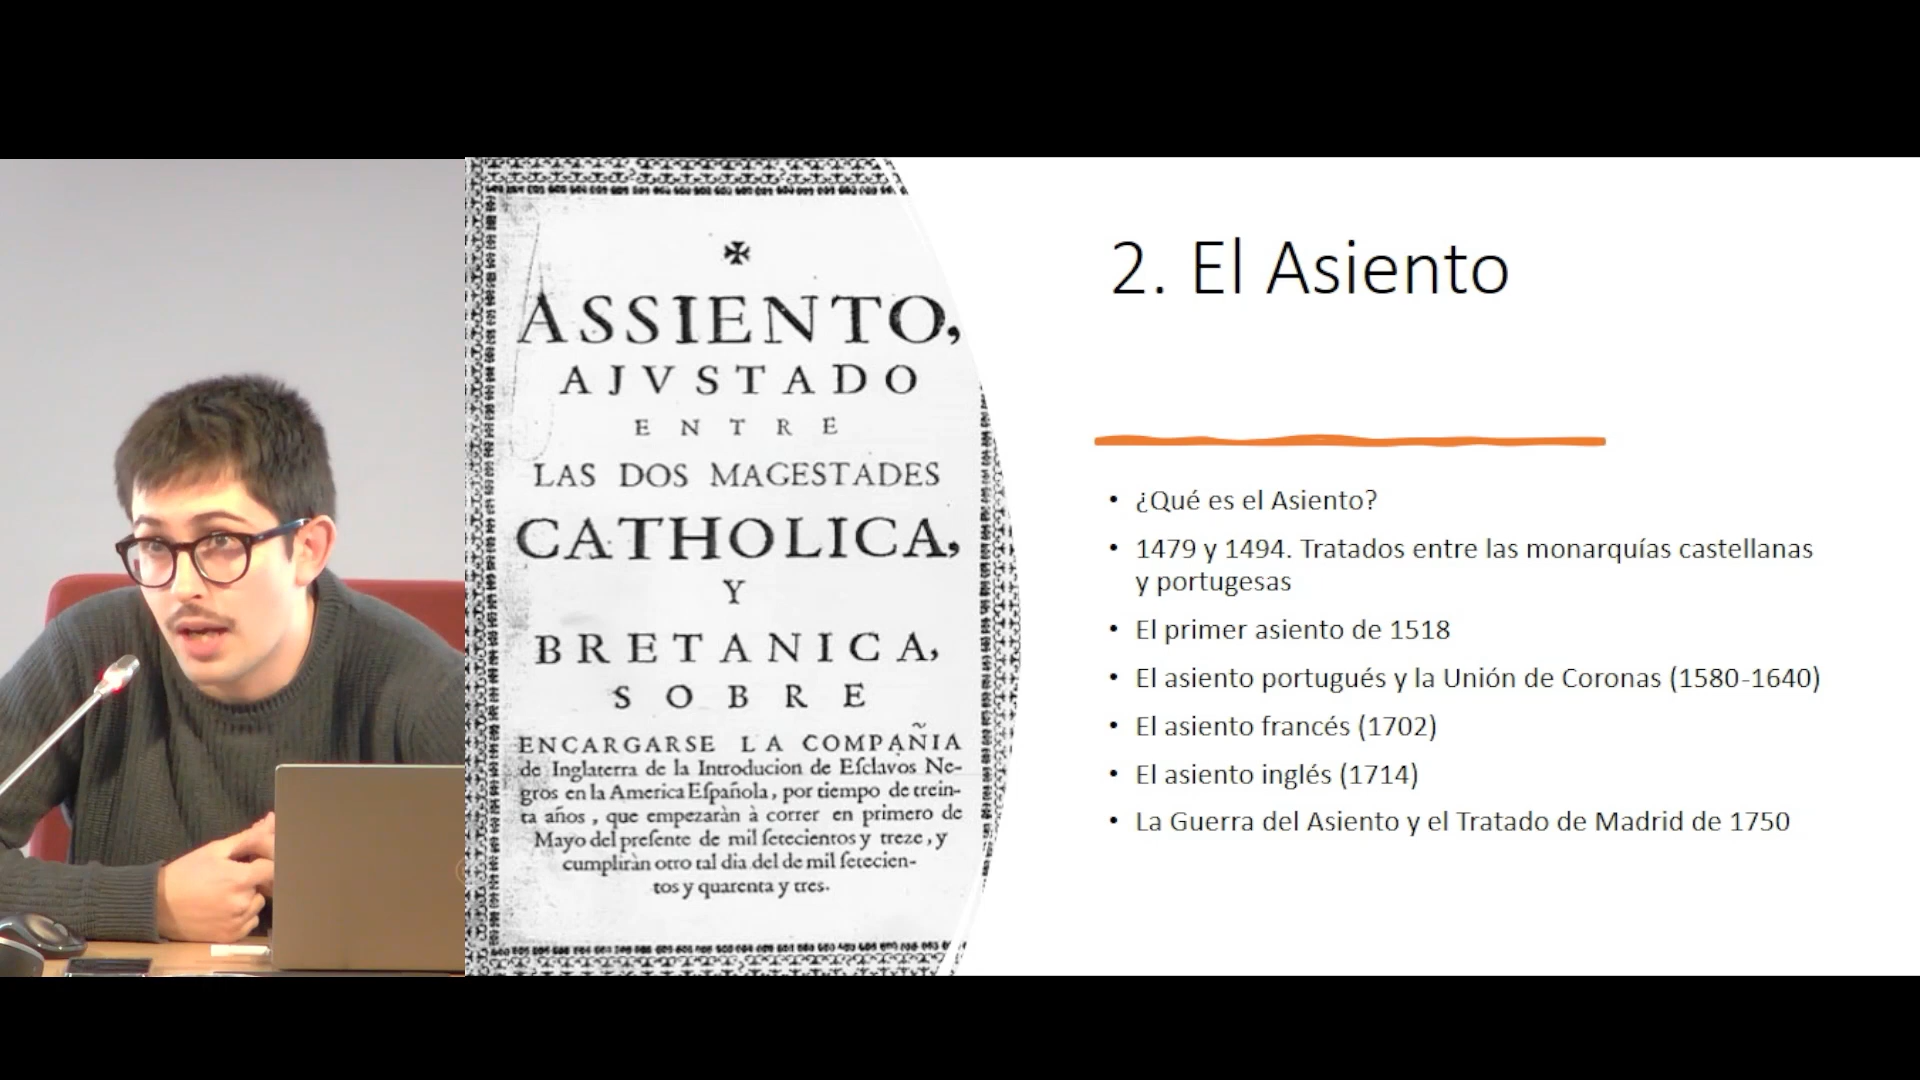 ASSIENTO,
AJVSTADO
ENTRE
LAS DOS MAGESTADES
CATHOLICA,
Y
BRETANICA,
SOBRE
ENCARGARSE LA COMPAÑIA
de Inglaterra de la Introducion de Esclavos Ne-
gros en la America Española, por tiempo de trein-
ta años, que empezaràn à correr en primero de
Mayo del presente de mil setecientos y treze, y
cumpliràn otro tal dia del de mil setecien-
tos y quarenta y tres.
2. El Asiento
• ¿Qué es el Asiento?
• 1479 y 1494. Tratados entre las monarquías castellanas
y portugesas
• El primer asiento de 1518
• El asiento portugués y la Unión de Coronas (1580-1640)
• El asiento francés (1702)
• El asiento inglés (1714)
• La Guerra del Asiento y el Tratado de Madrid de 1750